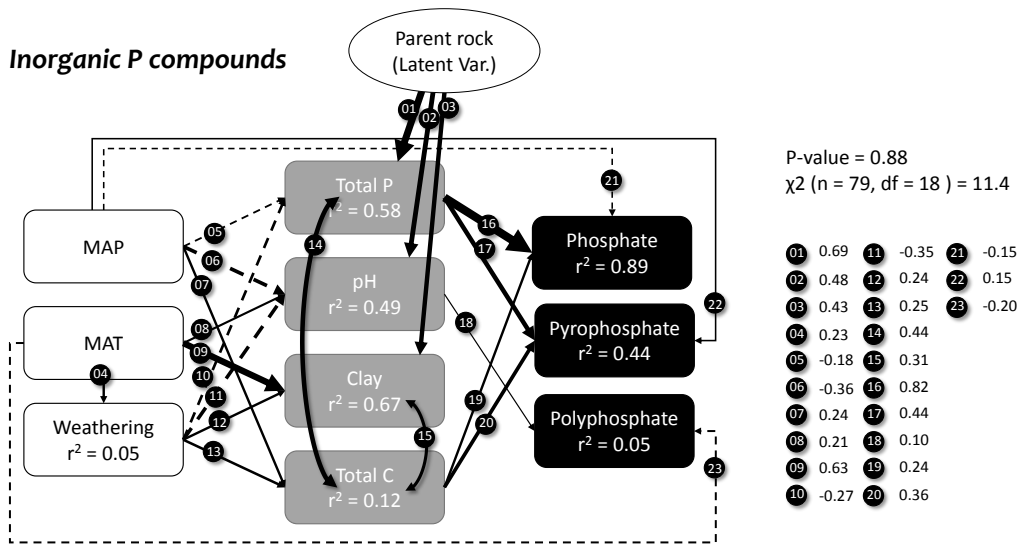 Inorganic P compounds
Parent rock
(Latent Var.)
01
02
03
P-value = 0.88
χ2 (n = 79, df = 18 ) = 11.4
MAP
MAT
04
Weathering
r² = 0.05
05
06
07
08
09
10
11
12
13
Total P
r² = 0.58
14
pH
r² = 0.49
Clay
r² = 0.67
15
Total C
r² = 0.12
16
17
18
19
20
21
Phosphate
r² = 0.89
22
Pyrophosphate
r² = 0.44
Polyphosphate
r² = 0.05
23
01 0.69 11 -0.35 21 -0.15
02 0.48 12 0.24 22 0.15
03 0.43 13 0.25 23 -0.20
04 0.23 14 0.44
05 -0.18 15 0.31
06 -0.36 16 0.82
07 0.24 17 0.44
08 0.21 18 0.10
09 0.63 19 0.24
10 -0.27 20 0.36